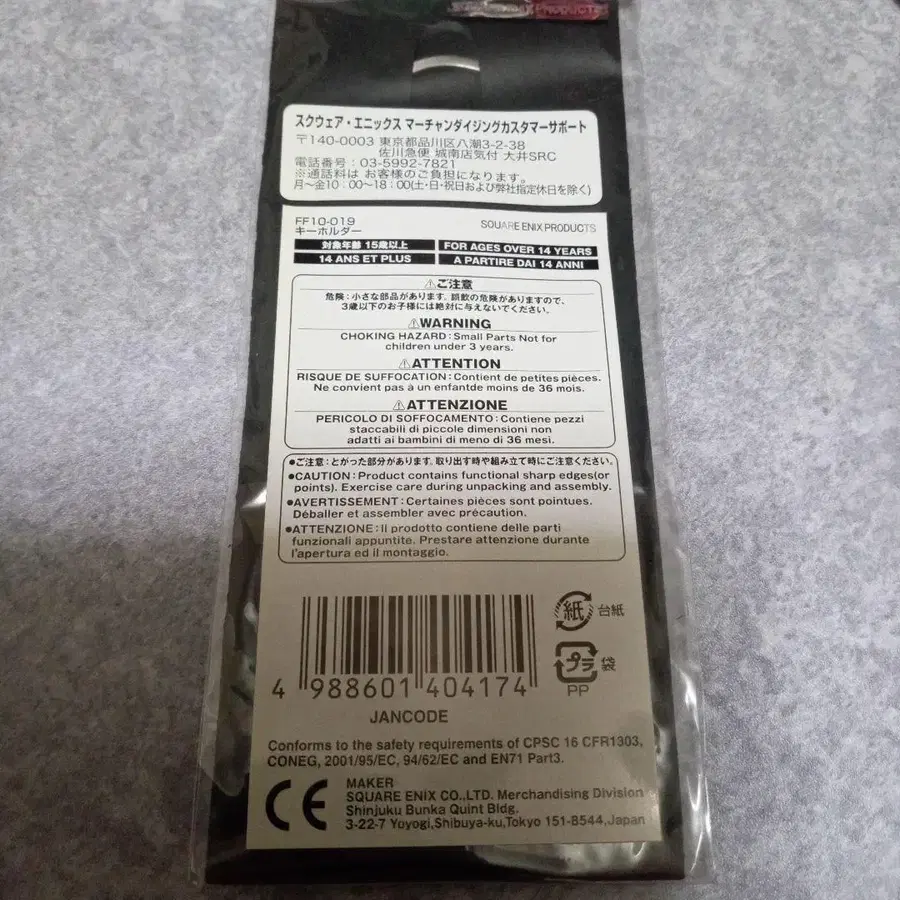 PRODUCTS
スクウェア・エニックス マーチャンダイジングカスタマーサポート
〒140-0003 東京都品川区八潮3-2-38
佐川急便 城南店気付 大井SRC
電話番号:03-5992-7821
※通話料は お客様のご負担になります。
月～金10:00～18:00(土・日・祝日および弊社指定休日を除く)
FF10-019
キーホルダー
SQUARE ENIX PRODUCTS
対象年齢 15歳以上
FOR AGES OVER 14 YEARS
14 ANS ET PLUS
A PARTIRE DAI 14 ANNI
⚠ご注意
危険:小さな部品があります。誤飲の危険がありますので、
3歳以下のお子様には絶対に与えないでください。
⚠WARNING
CHOKING HAZARD:Small Parts Not for
children under 3 years.
⚠ATTENTION
RISQUE DE SUFFOCATION:Contient de petites pièces.
Ne convient pas à un enfantde moins de 36 mois.
⚠ATTENZIONE
PERICOLO DI SOFFOCAMENTO:Contiene pezzi
staccabili di piccole dimensioni non
adatti ai bambini di meno di 36 mesi.
●ご注意:とがった部分があります。取り出す時や組み立て時にご注意ください。
●CAUTION:Product contains functional sharp edges(or
points). Exercise care during unpacking and assembly.
●AVERTISSEMENT:Certaines pièces sont pointues.
Déballer et assembler avec précaution.
●ATTENZIONE:Il prodotto contiene delle parti
funzionali appuntite. Prestare attenzione durante
l'apertura ed il montaggio.
紙 台紙
プラ 袋
PP
4 988601 404174
JANCODE
Conforms to the safety requirements of CPSC 16 CFR1303,
CONEG, 2001/95/EC, 94/62/EC and EN71 Part3.
CE
MAKER
SQUARE ENIX CO.,LTD. Merchandising Division
Shinjuku Bunka Quint Bldg.
3-22-7 Yoyogi,Shibuya-ku,Tokyo 151-8544,Japan